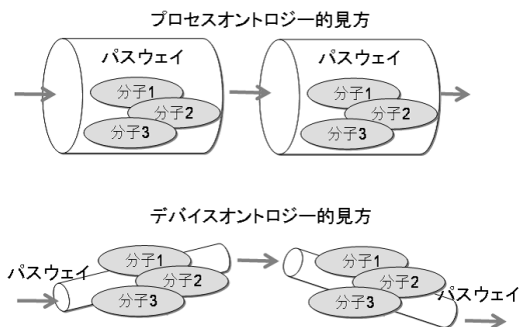 プロセスオントロジー的見方
パスウェイ
分子1
分子2
分子3
パスウェイ
分子1
分子2
分子3
デバイスオントロジー的見方
パスウェイ
分子1
分子2
分子3
分子1
分子2
分子3
パスウェイ